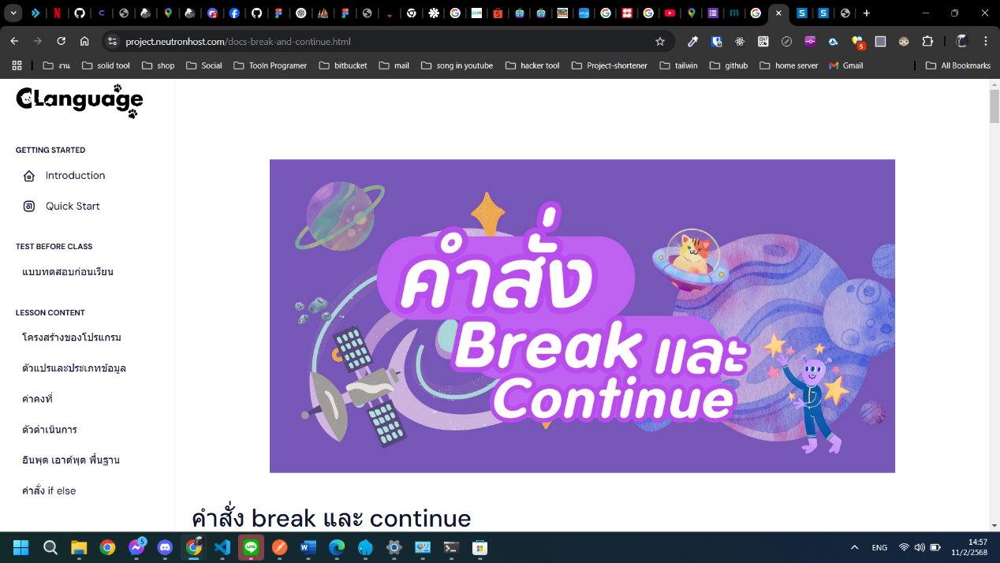 project.neutronhost.com/docs-break-and-continue.html
งาน
solid tool
shop
Social
Tooln Programer
bitbucket
mail
song in youtube
hacker tool
Project-shortener
tailwin
github
home server
Gmail
All Bookmarks
CLanguage
GETTING STARTED
Introduction
Quick Start
TEST BEFORE CLASS
แบบทดสอบก่อนเรียน
LESSON CONTENT
โครงสร้างของโปรแกรม
ตัวแปรและประเภทข้อมูล
ค่าคงที่
ตัวดำเนินการ
อินพุต เอาต์พุต พื้นฐาน
คำสั่ง if else
คำสั่ง
Break และ
Continue
คำสั่ง break และ continue
5
5
ENG
14:57
11/2/2568